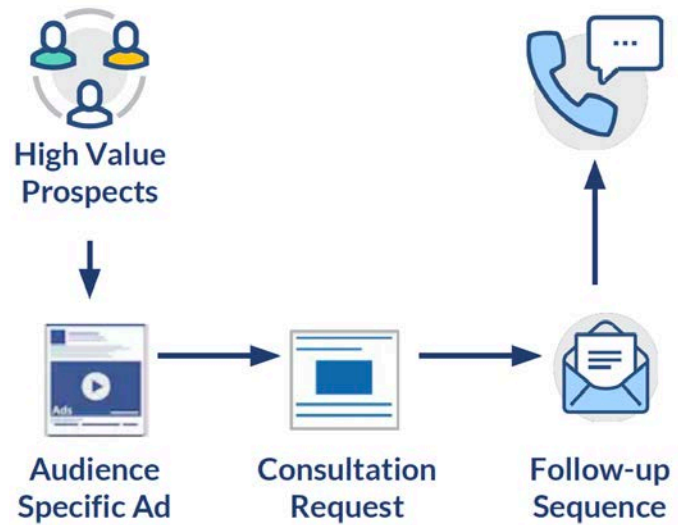 High Value
Prospects
...
Ads
Audience
Specific Ad
Consultation
Request
Follow-up
Sequence